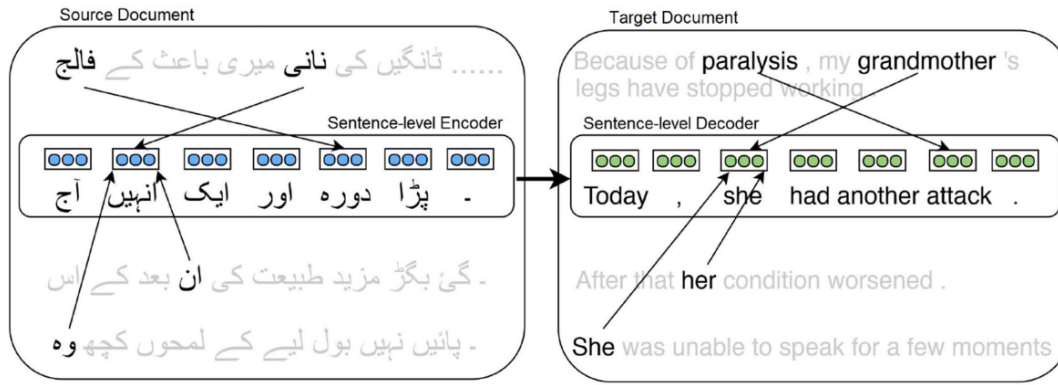 Source Document
فالج کے باعث میری نانی کی ٹانگیں ......
Sentence-level Encoder
آج انہیں ایک اور دورہ پڑا ۔
اس کے بعد ان کی طبیعت مزید بگڑ گئ ۔
وہ کچھ لمحوں کے لیے بول نہیں پائیں ۔
Target Document
Because of paralysis , my grandmother 's
legs have stopped working
Sentence-level Decoder
Today , she had another attack .
After that her condition worsened .
She was unable to speak for a few moments